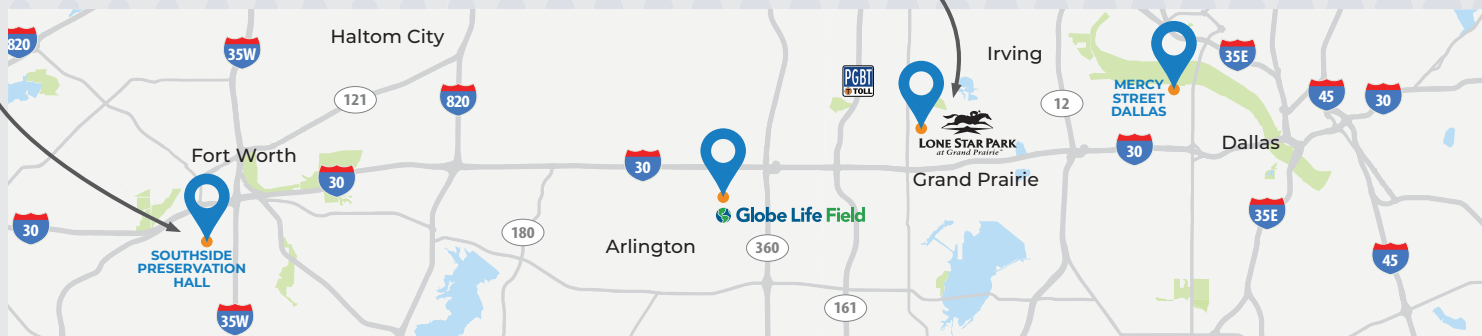 820
35W
Haltom City
121
820
Fort Worth
30
30
SOUTHSIDE
PRESERVATION
HALL
30
35W
180
30
Globe Life Field
Arlington
360
PGBT
TOLL
161
LONE STAR PARK
at Grand Prairie™
Grand Prairie
Irving
12
30
MERCY
STREET
DALLAS
35E
45
30
Dallas
35E
45